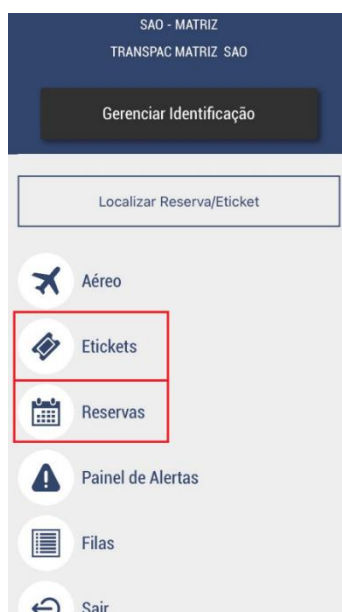 SAO - MATRIZ
TRANSPAC MATRIZ SAO
Gerenciar Identificação
Localizar Reserva/Eticket
Aéreo
Etickets
Reservas
Painel de Alertas
Filas
Sair